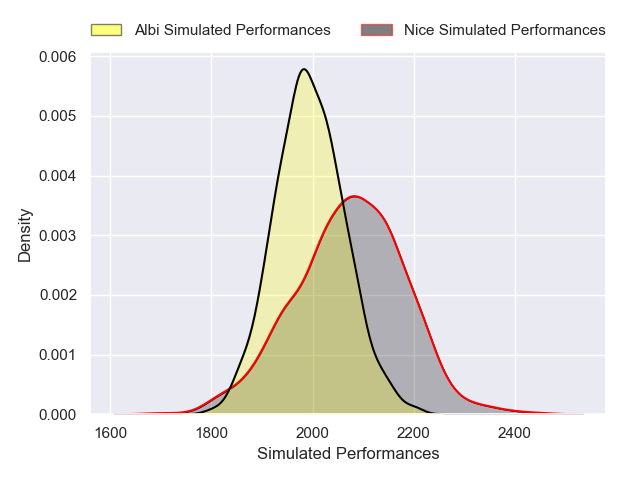 Albi Simulated Performances Nice Simulated Performances
0.006
0.005
0.004
0.003
0.002
0.001
0.000
Density
1600 1800 2000 2200 2400
Simulated Performances